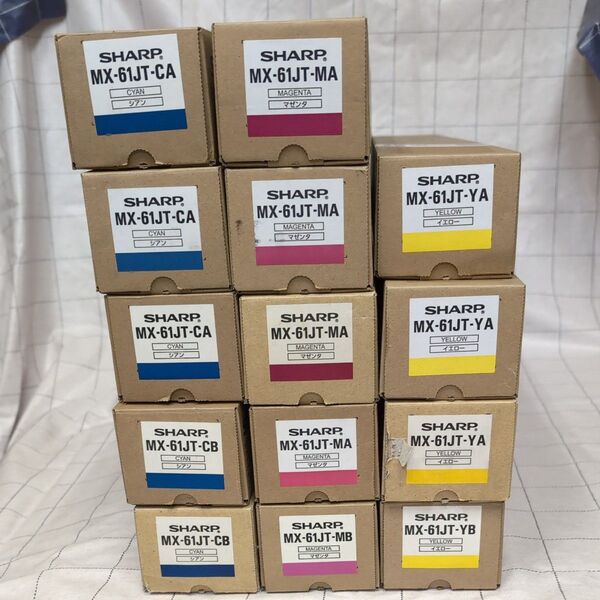 SHARP®
MX-61JT-CA
CYAN
シアン
SHARP®
MX-61JT-MA
MAGENTA
マゼンタ
SHARP®
MX-61JT-CA
CYAN
シアン
SHARP®
MX-61JT-MA
MAGENTA
マゼンタ
SHARP®
MX-61JT-YA
YELLOW
イエロー
SHARP®
MX-61JT-CA
CYAN
シアン
SHARP®
MX-61JT-MA
MAGENTA
マゼンタ
SHARP®
MX-61JT-YA
YELLOW
イエロー
SHARP®
MX-61JT-CB
CYAN
シアン
SHARP®
MX-61JT-MA
MAGENTA
マゼンタ
SHARP®
MX-61JT-YA
YELLOW
イエロー
SHARP®
MX-61JT-CB
CYAN
シアン
SHARP®
MX-61JT-MB
MAGENTA
マゼンタ
SHARP®
MX-61JT-YB
YELLOW
イエロー